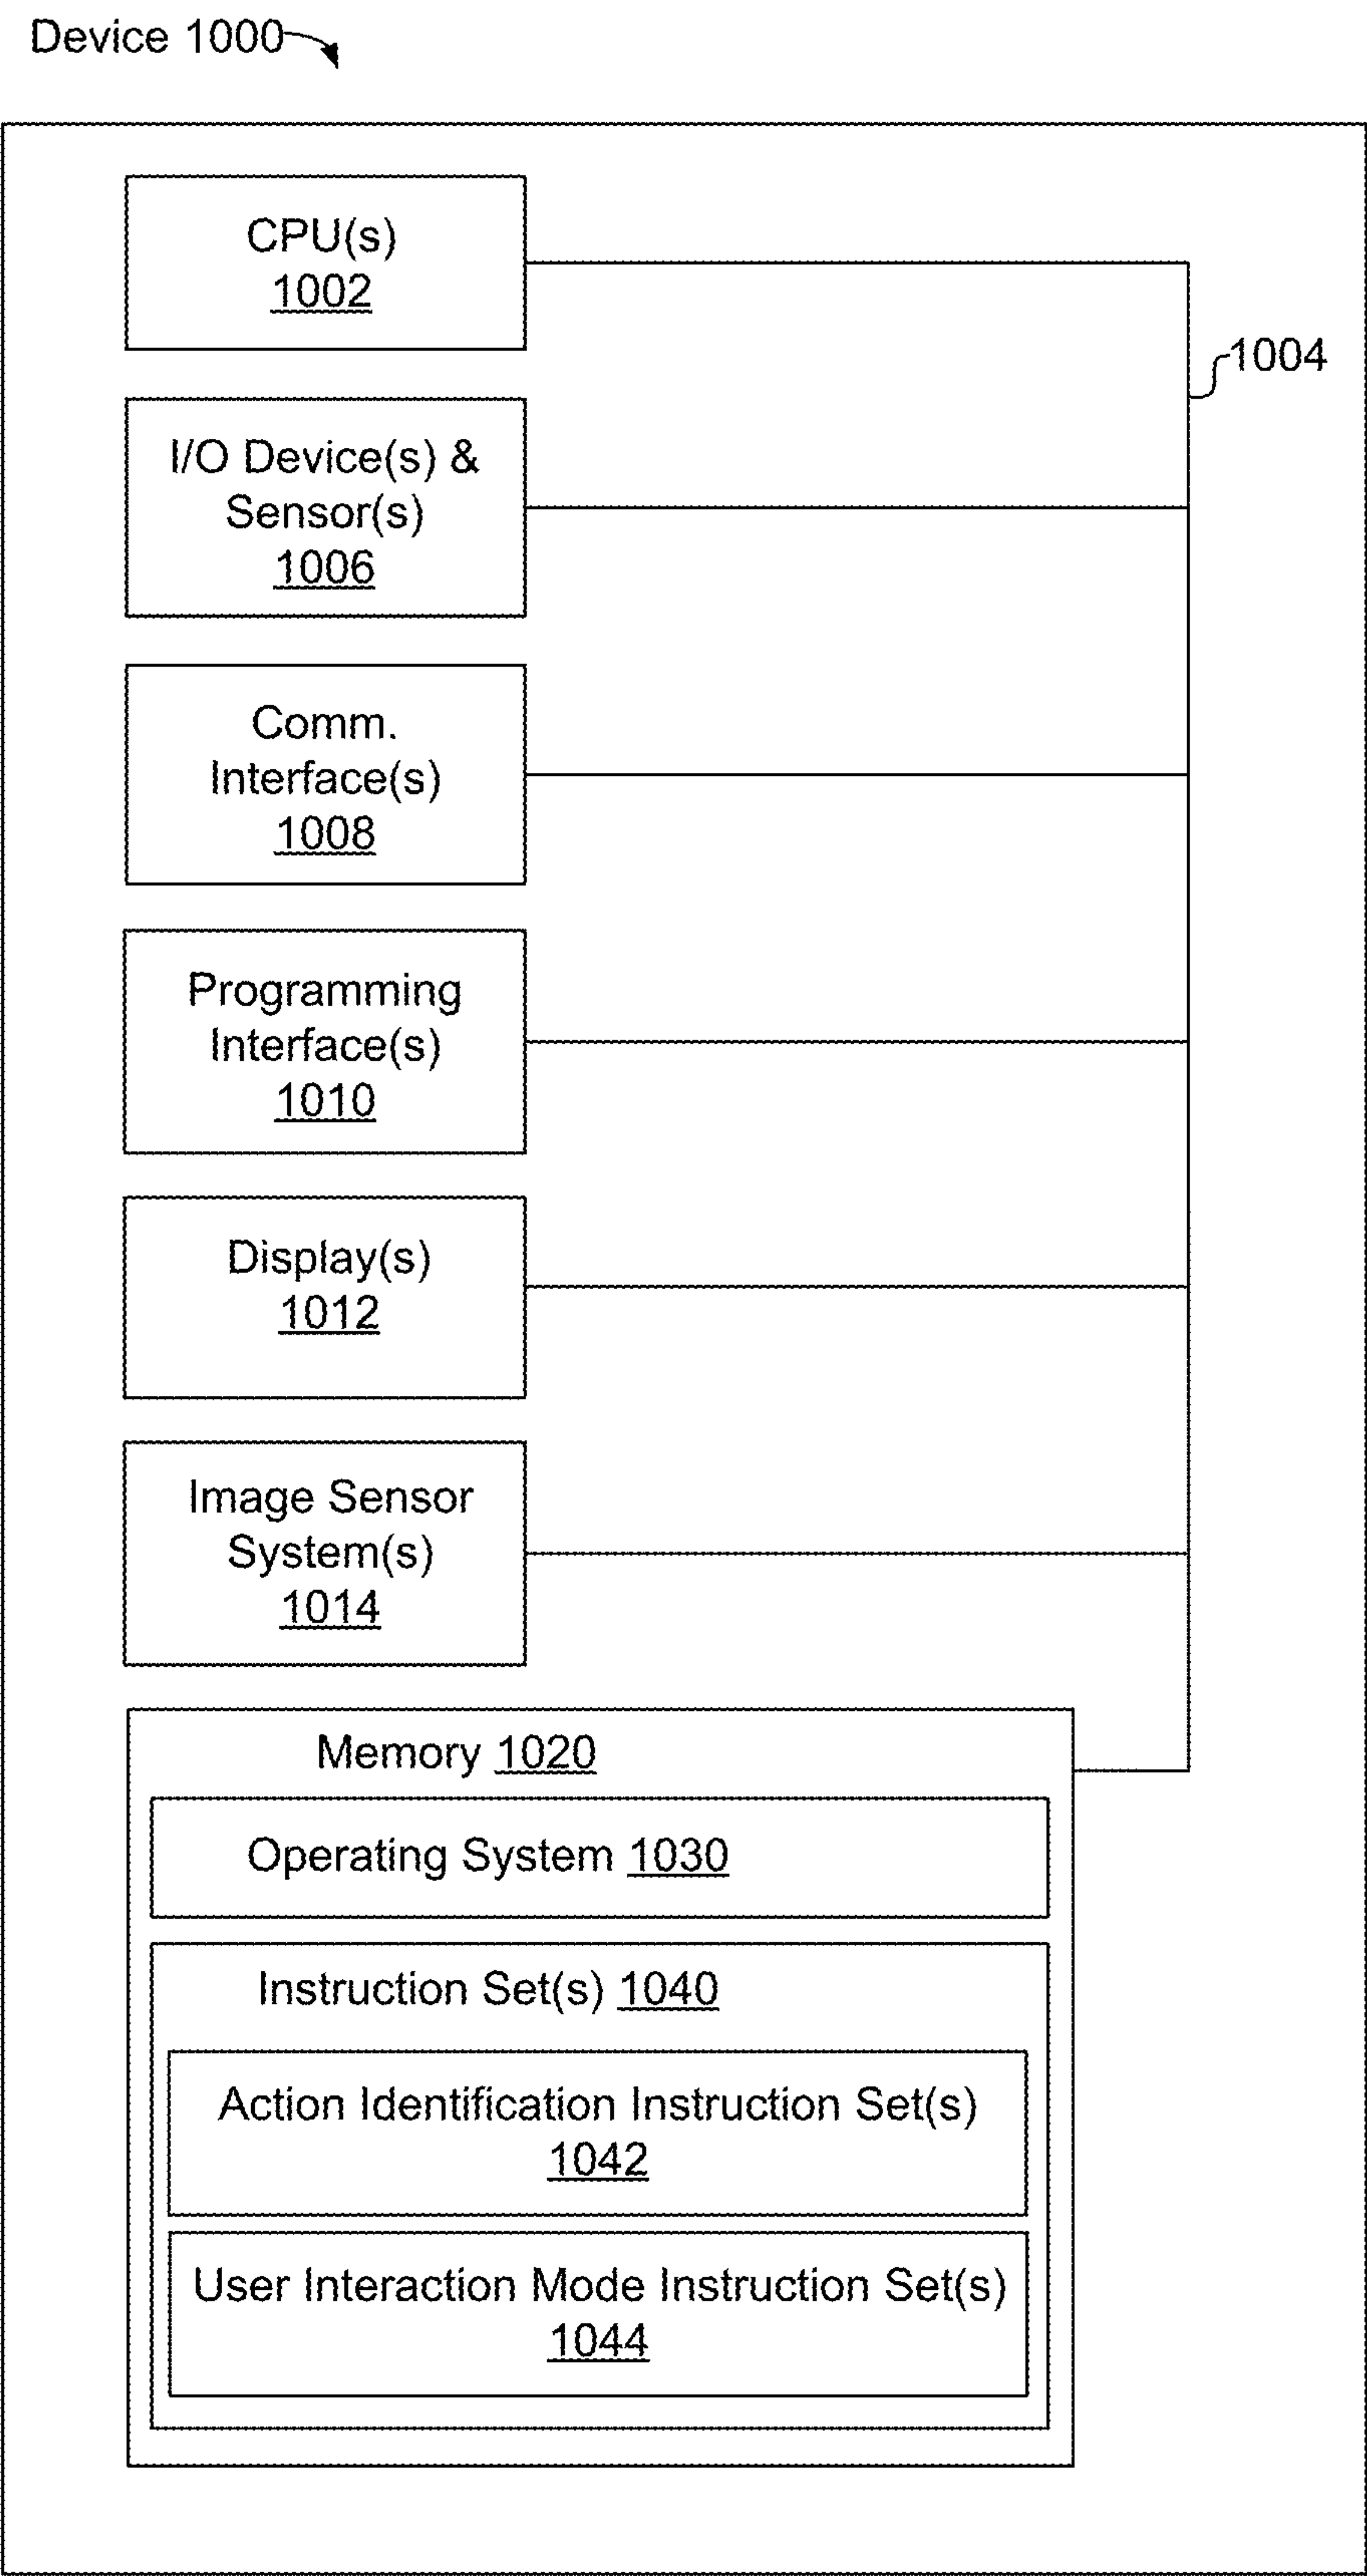 Device 1000
CPU(s)
1002
1004
I/O Device(s) &
Sensor(s)
1006
Comm.
Interface(s)
1008
Programming
Interface(s)
1010
Display(s)
1012
Image Sensor
System(s)
1014
Memory 1020
Operating System 1030
Instruction Set(s) 1040
Action Identification Instruction Set(s)
1042
User Interaction Mode Instruction Set(s)
1044